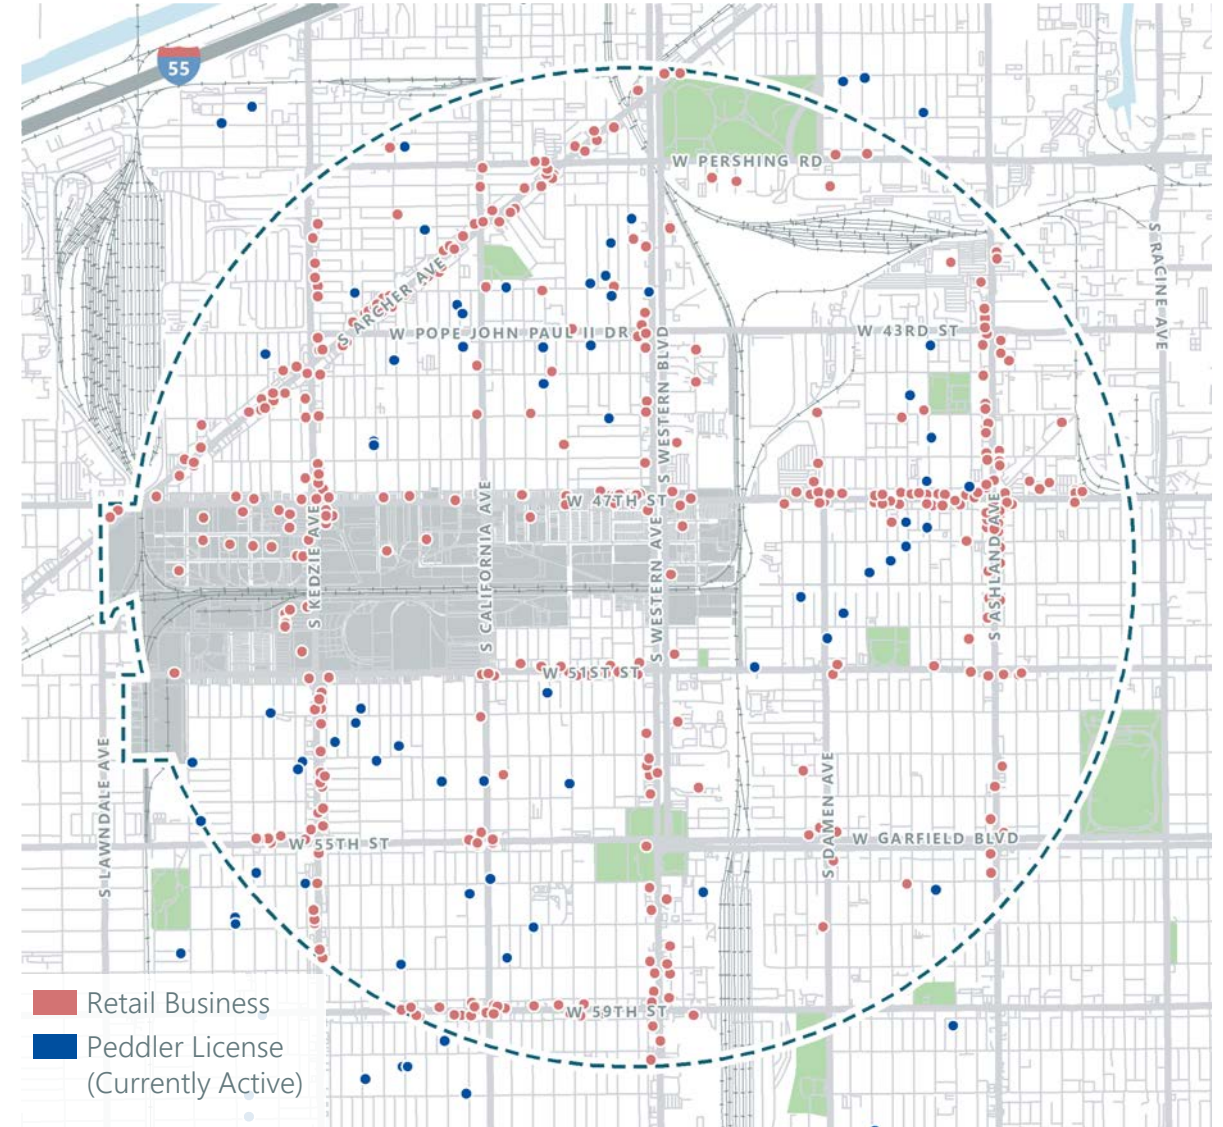 55
W PERSHING RD
S RACINE AVE
S ARCHER AVE
W POPE JOHN PAUL II DR
W 43RD ST
S WESTERN BLVD
W 47TH ST
S KEDZIE AVE
S CALIFORNIA AVE
S WESTERN AVE
S ASHLAND AVE
W 51ST ST
S LAWNDALE AVE
S DAMEN AVE
W 55TH ST
W GARFIELD BLVD
W 59TH ST
Retail Business
Peddler License
(Currently Active)